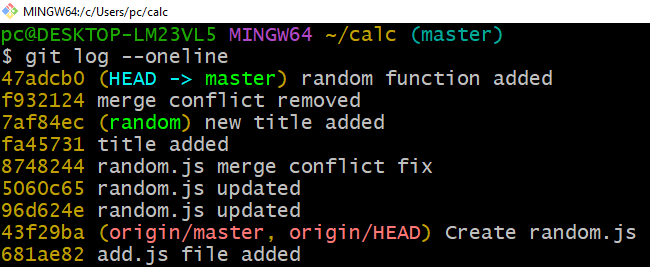 MINGW64:/c/Users/pc/calc
pc@DESKTOP-LM23VL5 MINGW64 ~/calc (master)
$ git log --oneline
47adcb0 (HEAD -> master) random function added
f932124 merge conflict removed
7af84ec (random) new title added
fa45731 title added
8748244 random.js merge conflict fix
5060c65 random.js updated
96d624e random.js updated
43f29ba (origin/master, origin/HEAD) Create random.js
681ae82 add.js file added